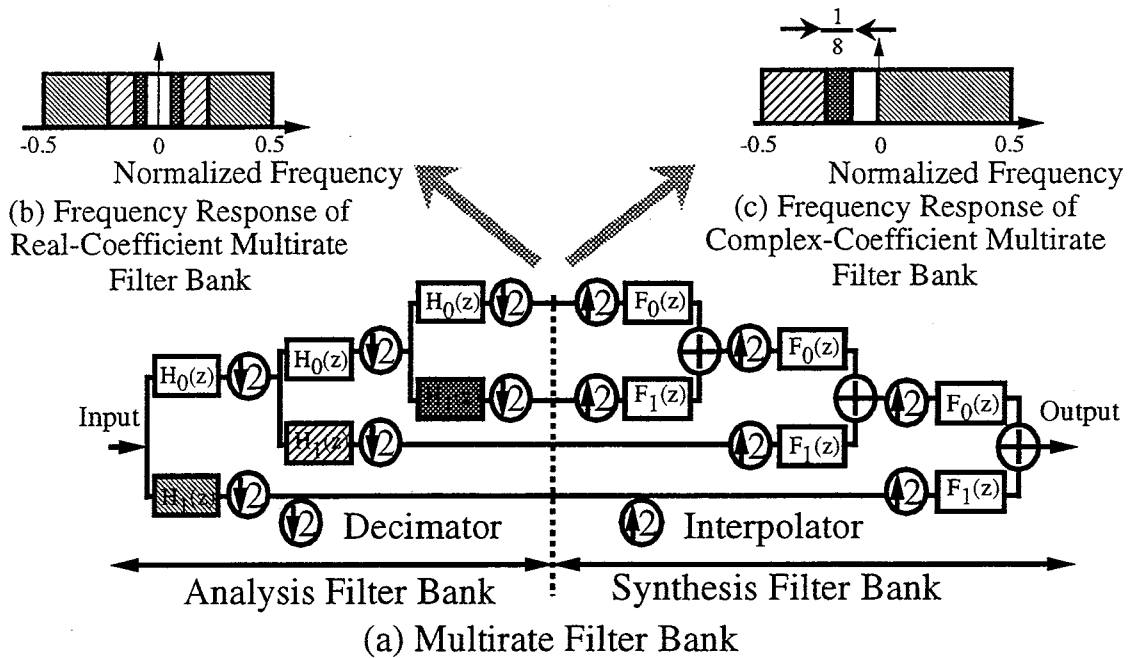 1
8
-0.5
0
0.5
Normalized Frequency
(b) Frequency Response of
Real-Coefficient Multirate
Filter Bank
-0.5
0
0.5
Normalized Frequency
(c) Frequency Response of
Complex-Coefficient Multirate
Filter Bank
H0(z) 2 2 F0(z)
H0(z) 2 2 F0(z)
H0(z) 2 H1(z) 2 2 F1(z) 2 F0(z)
Input H1(z) 2 2 F1(z) Output
H1(z) 2 2 F1(z)
2 Decimator 2 Interpolator
Analysis Filter Bank Synthesis Filter Bank
(a) Multirate Filter Bank